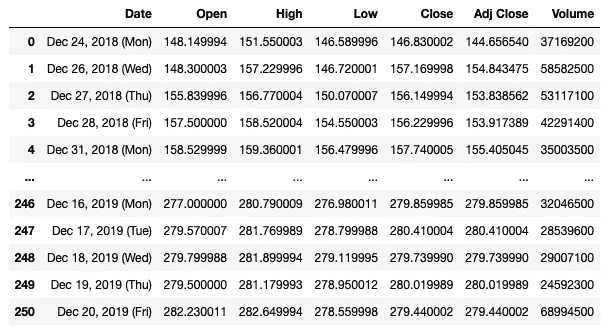 Date Open High Low Close Adj Close Volume
0 Dec 24, 2018 (Mon) 148.149994 151.550003 146.589996 146.830002 144.656540 37169200
1 Dec 26, 2018 (Wed) 148.300003 157.229996 146.720001 157.169998 154.843475 58582500
2 Dec 27, 2018 (Thu) 155.839996 156.770004 150.070007 156.149994 153.838562 53117100
3 Dec 28, 2018 (Fri) 157.500000 158.520004 154.550003 156.229996 153.917389 42291400
4 Dec 31, 2018 (Mon) 158.529999 159.360001 156.479996 157.740005 155.405045 35003500
... ... ... ... ... ... ... ...
246 Dec 16, 2019 (Mon) 277.000000 280.790009 276.980011 279.859985 279.859985 32046500
247 Dec 17, 2019 (Tue) 279.570007 281.769989 278.799988 280.410004 280.410004 28539600
248 Dec 18, 2019 (Wed) 279.799988 281.899994 279.119995 279.739990 279.739990 29007100
249 Dec 19, 2019 (Thu) 279.500000 281.179993 278.950012 280.019989 280.019989 24592300
250 Dec 20, 2019 (Fri) 282.230011 282.649994 278.559998 279.440002 279.440002 68994500